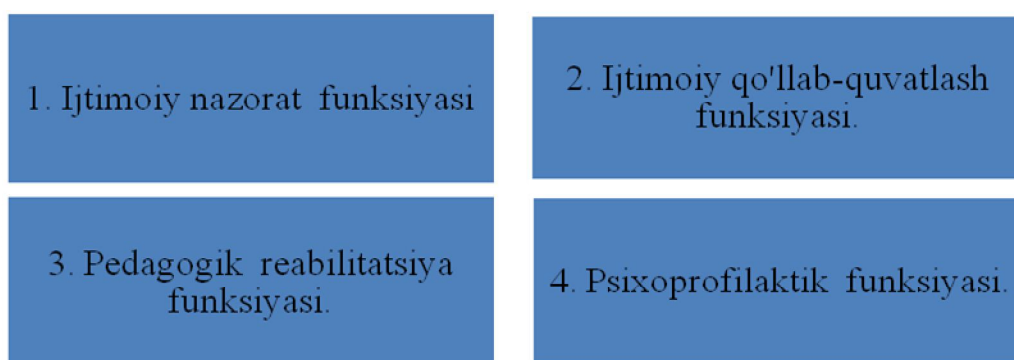 1. Ijtimoiy nazorat funksiyasi
2. Ijtimoiy qo'llab-quvatlash
funksiyasi.
3. Pedagogik reabilitatsiya
funksiyasi.
4. Psixoprofilaktik funksiyasi.